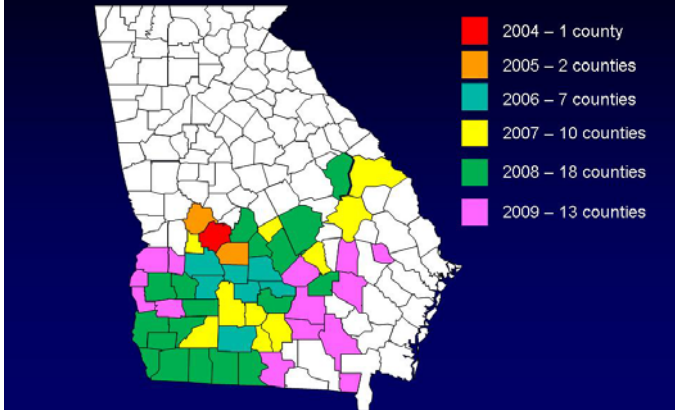 2004 – 1 county
2005 – 2 counties
2006 – 7 counties
2007 – 10 counties
2008 – 18 counties
2009 – 13 counties